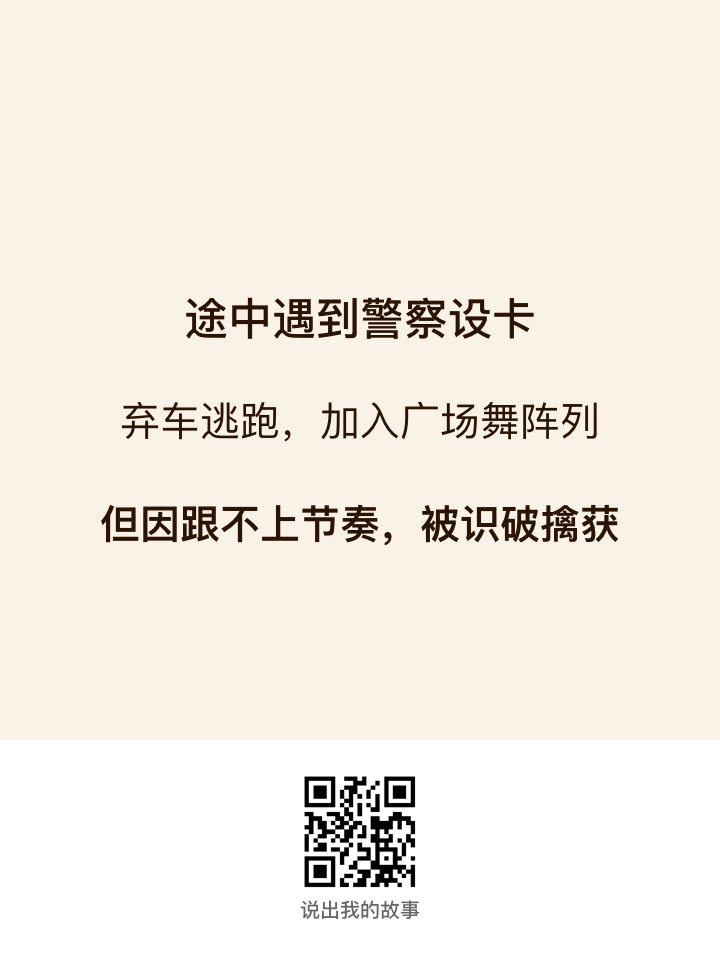 途中遇到警察设卡
弃车逃跑，加入广场舞阵列
但因跟不上节奏，被识破擒获
说出我的故事